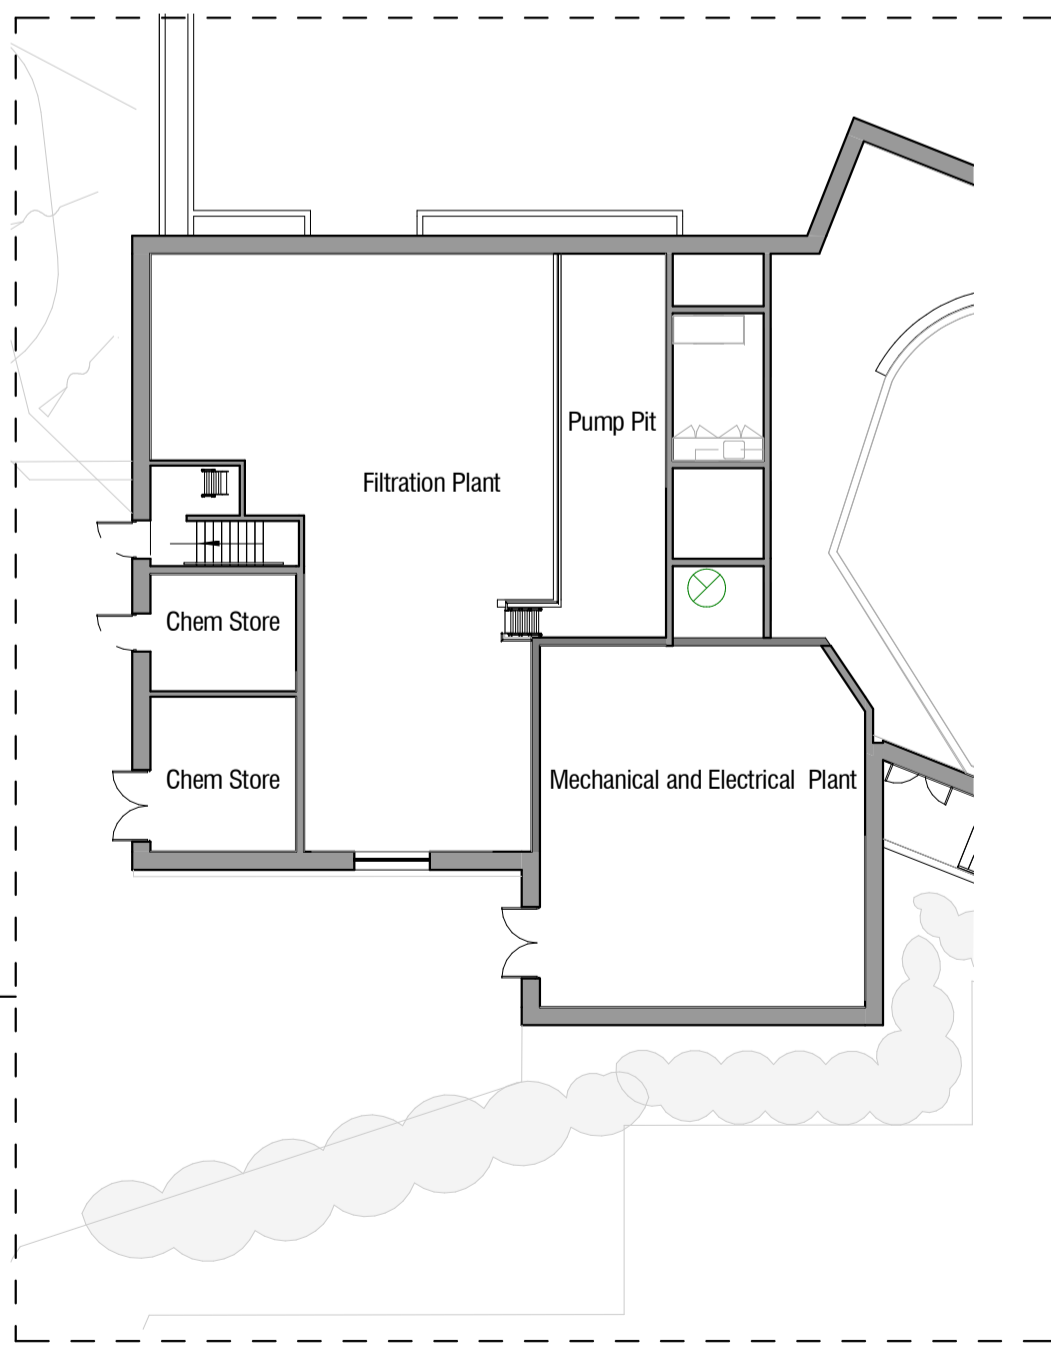 Pump Pit
Filtration Plant
Chem Store
Chem Store
Mechanical and Electrical Plant